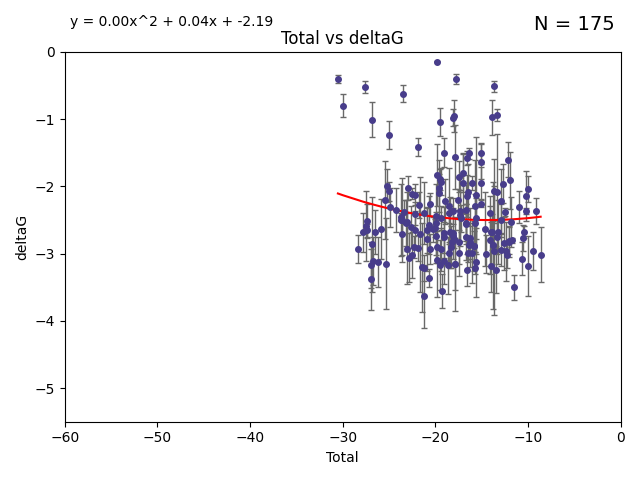 y = 0.00x^2 + 0.04x + -2.19
N = 175
Total vs deltaG
0
−1
−2
−3
−4
−5
deltaG
−60 −50 −40 −30 −20 −10 0
Total